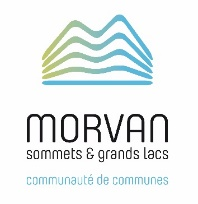 MORVAN
sommets & grands lacs
communauté de communes